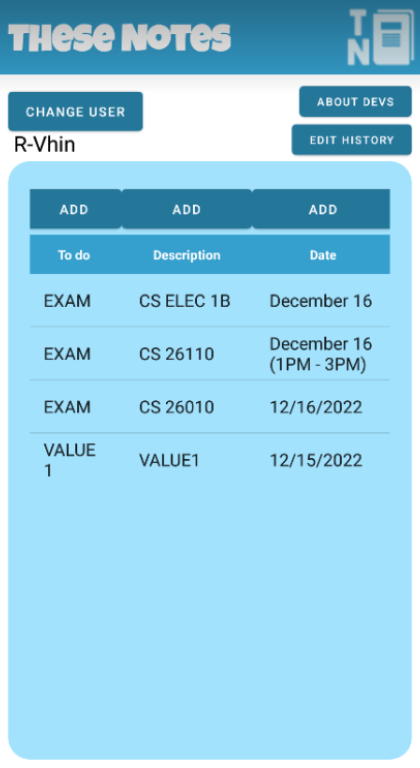 THESE NOTES
T
N
CHANGE USER
ABOUT DEVS
R-Vhin
EDIT HISTORY
ADD ADD ADD
To do Description Date
EXAM CS ELEC 1B December 16
EXAM CS 26110 December 16
(1PM - 3PM)
EXAM CS 26010 12/16/2022
VALUE
1 VALUE1 12/15/2022